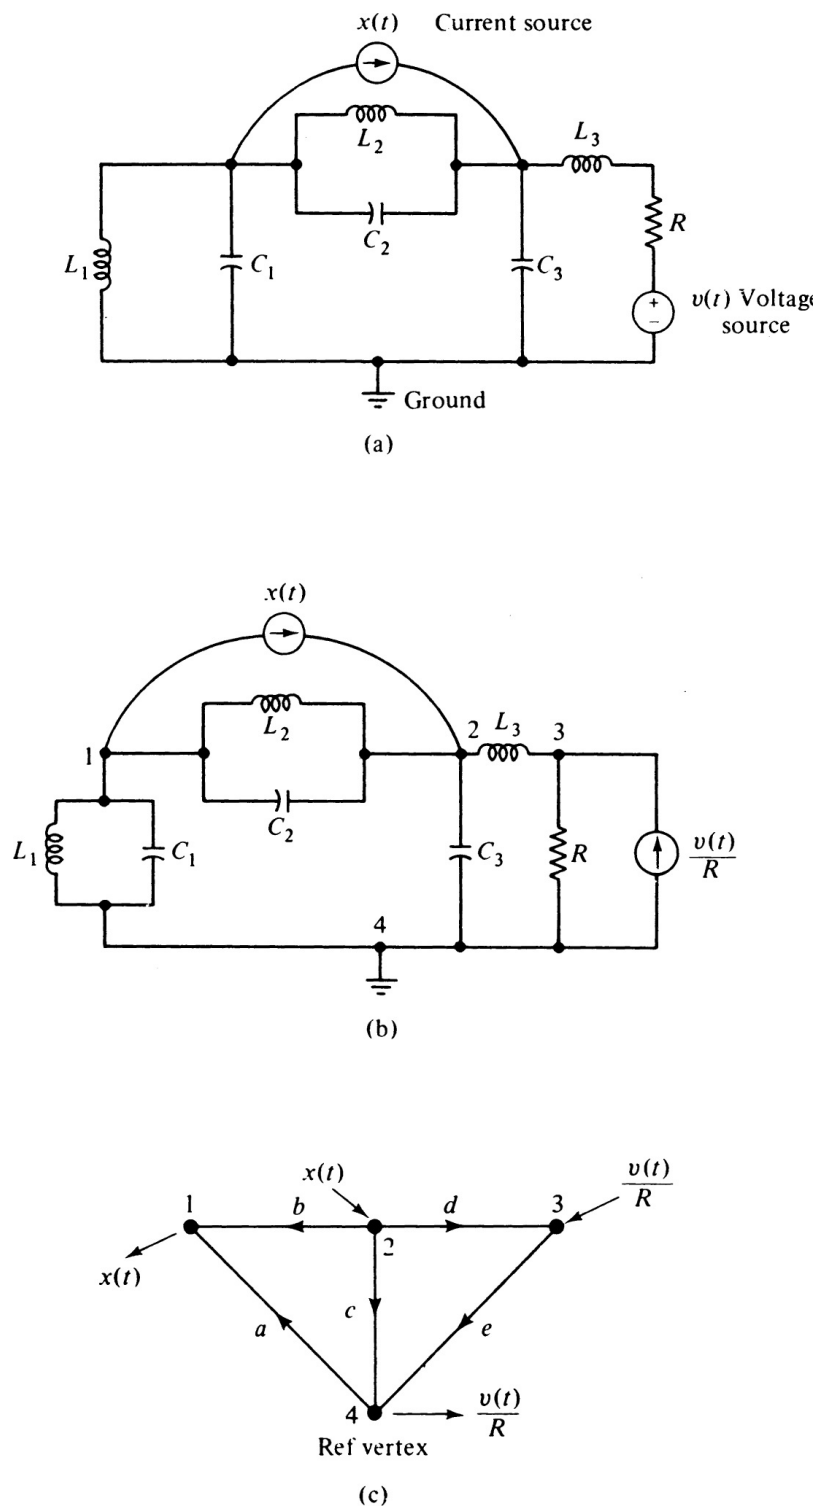 x(t) Current source
L₂
L₃
C₂
R
L₁
C₁
C₃
+
−
v(t) Voltage
source
Ground
(a)
x(t)
L₂
2 L₃ 3
1
C₂
L₁
C₁
C₃
R
v(t)
R
4
(b)
x(t)
v(t)
R
1
b
d
3
2
x(t)
a
c
e
4
v(t)
R
Ref vertex
(c)